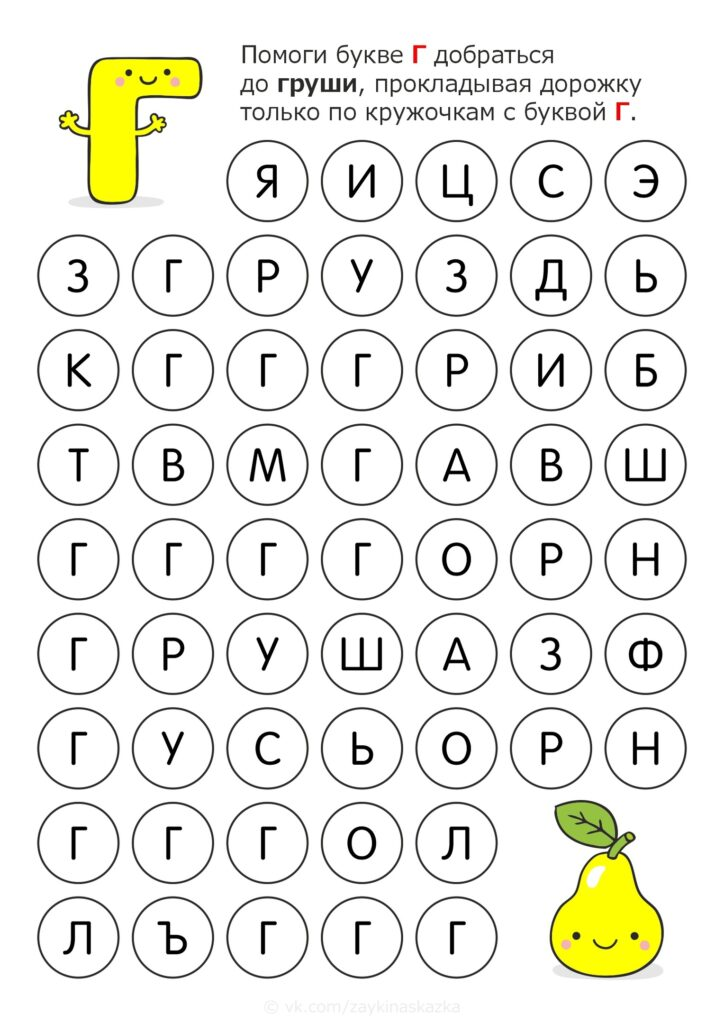 Помоги букве Г добраться
до груши, прокладывая дорожку
только по кружочкам с буквой Г.
Я И Ц С Э
З Г Р У З Д Ь
К Г Г Г Р И Б
Т В М Г А В Ш
Г Г Г Г О Р Н
Г Р У Ш А З Ф
Г У С Ь О Р Н
Г Г Г О Л
Л Ъ Г Г Г
© vk.com/zaykinaskazka